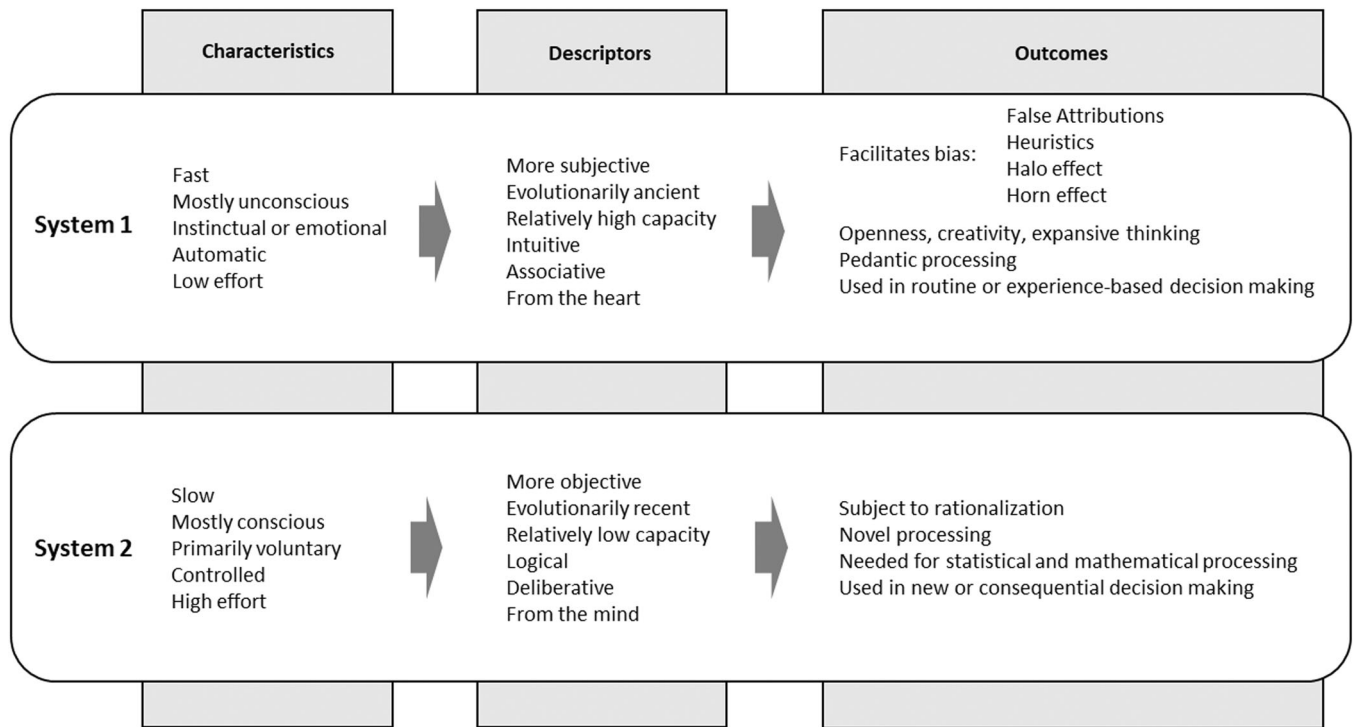 Characteristics
Descriptors
Outcomes
System 1
Fast
Mostly unconscious
Instinctual or emotional
Automatic
Low effort
More subjective
Evolutionarily ancient
Relatively high capacity
Intuitive
Associative
From the heart
Facilitates bias:
False Attributions
Heuristics
Halo effect
Horn effect
Openness, creativity, expansive thinking
Pedantic processing
Used in routine or experience-based decision making
System 2
Slow
Mostly conscious
Primarily voluntary
Controlled
High effort
More objective
Evolutionarily recent
Relatively low capacity
Logical
Deliberative
From the mind
Subject to rationalization
Novel processing
Needed for statistical and mathematical processing
Used in new or consequential decision making